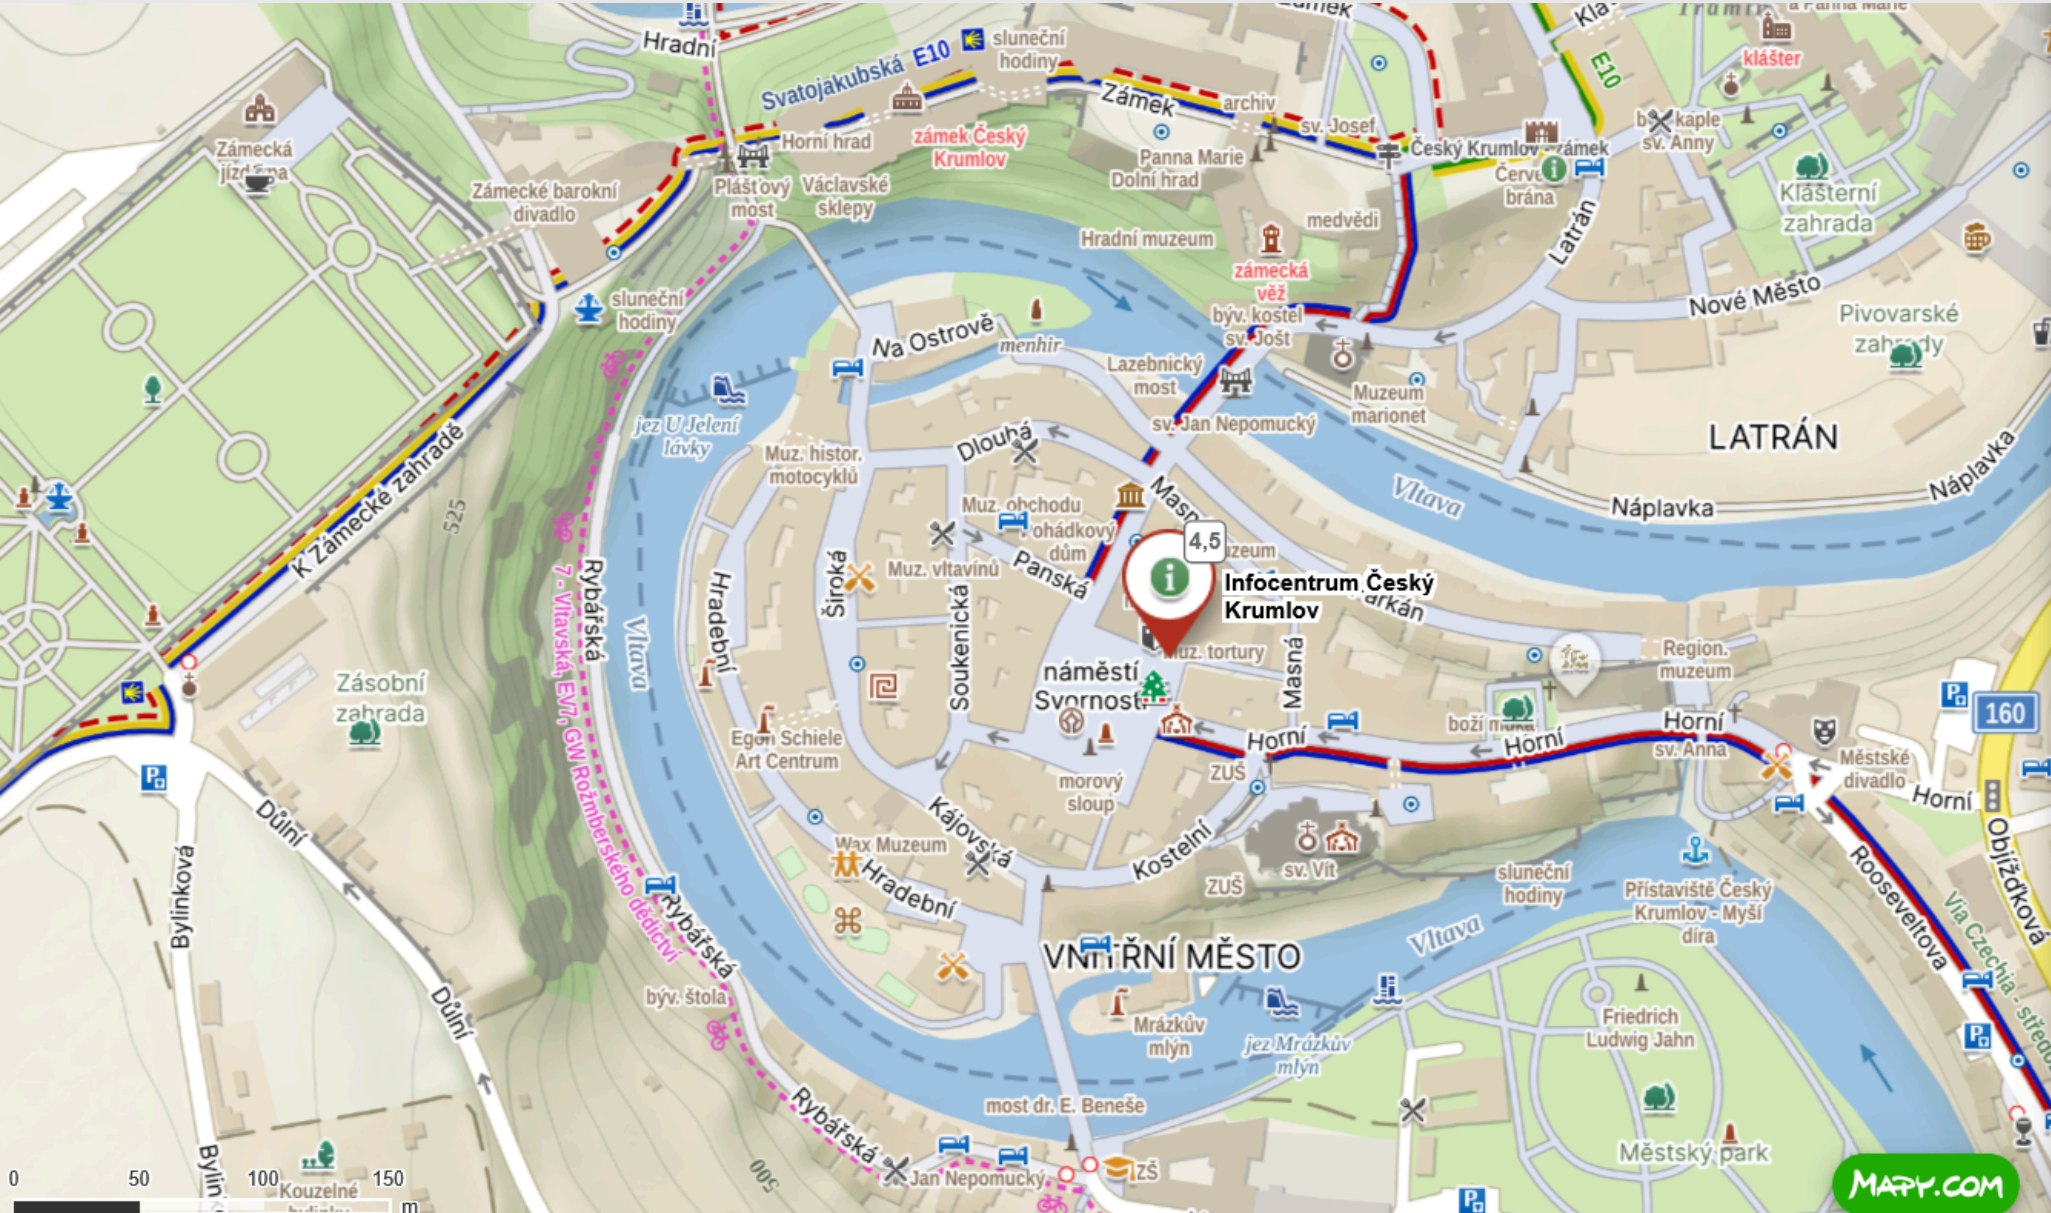 Hradní
Svatojakubská E10
sluneční
hodiny
klášter
E10
Zámek
archiv
sv. Josef
Český Krumlov - zámek
kaple
sv. Anny
Zámecká
Horní hrad
zámek Český
Krumlov
Panna Marie
Dolní hrad
brána
Zámecké barokní
divadlo
Plášťový
most
Václavské
sklepy
medvědi
Klášterní
zahrada
Hradní muzeum
Latrán
zámecká
věž
Nové Město
sluneční
hodiny
býv. kostel
sv. Jošt
Pivovarské
zahrady
Na Ostrově
menhir
Lazebnický
most
Muzeum
marionet
jez U Jelení
lávky
sv. Jan Nepomucký
LATRÁN
Dlouhá
Muz. histor.
motocyklů
K Zámecké zahradě
525
Vltava
Náplavka
Náplavka
Muz. obchodu
dům
Panská
Muz. vltavínů
4,5
Infocentrum Český
Krumlov
Široká
Rybářská
Hradební
Soukenická
Vltava
7 - Vltavská, EV7, GW Rožmberského dědictví
Muz. tortury
Masná
Region.
muzeum
náměstí
Svornosti
Zásobní
zahrada
160
Horní
Horní
Horní
sv. Anna
Egon Schiele
Art Centrum
ZUŠ
Městské
divadlo
Horní
morový
sloup
Důlní
Kájovská
Wax Muzeum
Kostelní
sv. Vít
ZUŠ
Hradební
sluneční
hodiny
Přístaviště Český
Krumlov - Myší
díra
Rooseveltova
Objížďková
Bylinková
Rybářská
VNITŘNÍ MĚSTO
Vltava
Via Czechia - středo
býv. štola
Důlní
Mrázkův
mlýn
jez Mrázkův
mlýn
Friedrich
Ludwig Jahn
most dr. E. Beneše
Rybářská
Jan Nepomucký
ZŠ
Městský park
500
0 50 100 150
m
Kouzelné
Mapy.com